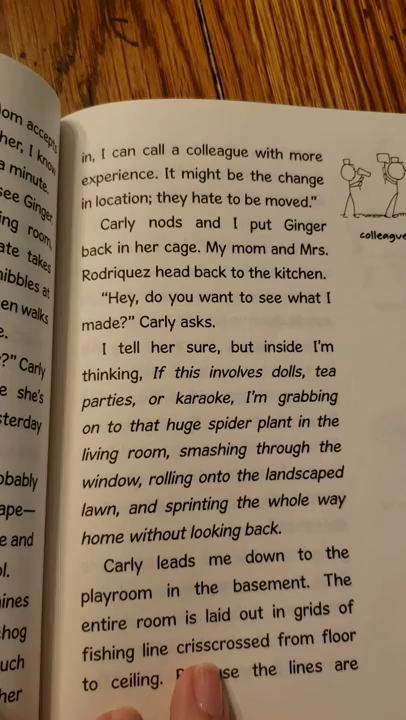 om accepts
her, I know
a minute.
see Ginger
ing room,
ate takes
nibbles at
en walks
e.
?" Carly
e she's
sterday
obably
ape—
e and
ol.
ines
hog
uch
her
in, I can call a colleague with more
experience. It might be the change
in location; they hate to be moved."
Carly nods and I put Ginger
back in her cage. My mom and Mrs.
Rodriquez head back to the kitchen.
"Hey, do you want to see what I
made?" Carly asks.
I tell her sure, but inside I'm
thinking, If this involves dolls, tea
parties, or karaoke, I'm grabbing
on to that huge spider plant in the
living room, smashing through the
window, rolling onto the landscaped
lawn, and sprinting the whole way
home without looking back.
Carly leads me down to the
playroom in the basement. The
entire room is laid out in grids of
fishing line crisscrossed from floor
to ceiling. the lines are
colleague